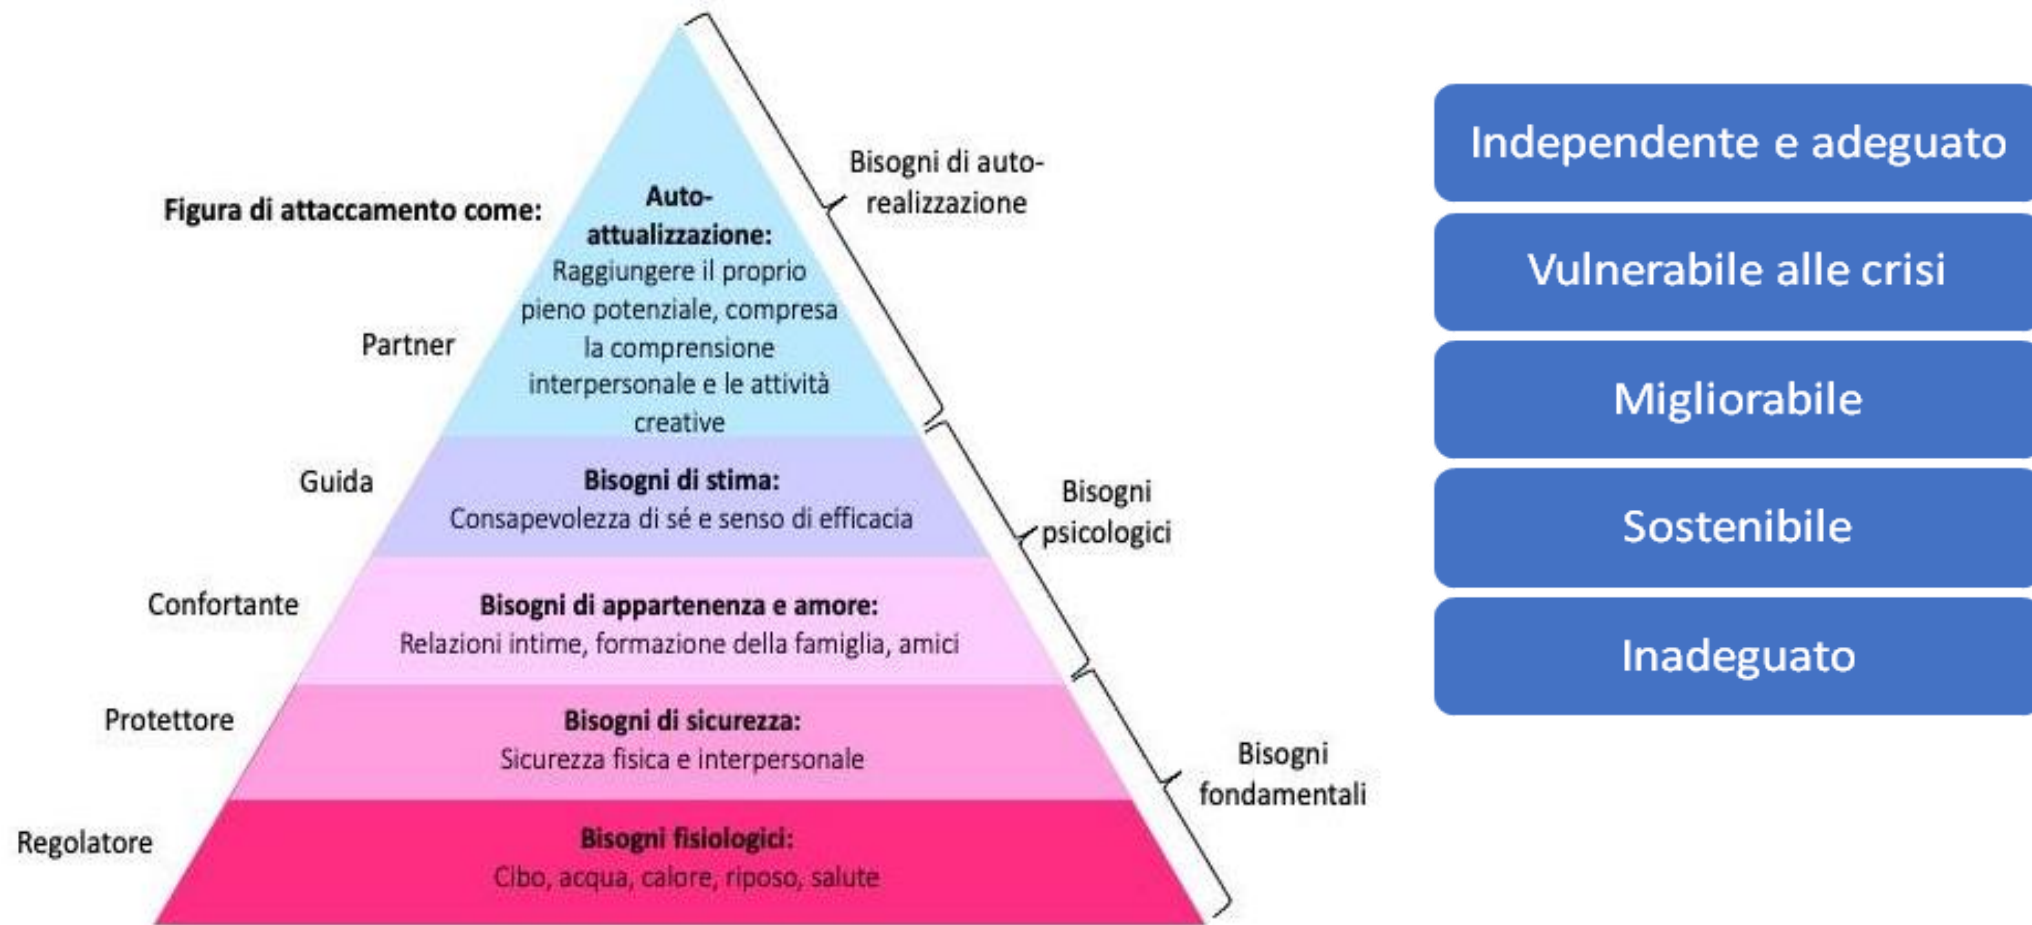 Figura di attaccamento come:
Partner
Guida
Confortante
Protettore
Regolatore
Auto-
attualizzazione:
Raggiungere il proprio
pieno potenziale, compresa
la comprensione
interpersonale e le attività
creative
Bisogni di stima:
Consapevolezza di sé e senso di efficacia
Bisogni di appartenenza e amore:
Relazioni intime, formazione della famiglia, amici
Bisogni di sicurezza:
Sicurezza fisica e interpersonale
Bisogni fisiologici:
Cibo, acqua, calore, riposo, salute
Bisogni di auto-
realizzazione
Bisogni
psicologici
Bisogni
fondamentali
Independente e adeguato
Vulnerabile alle crisi
Migliorabile
Sostenibile
Inadeguato